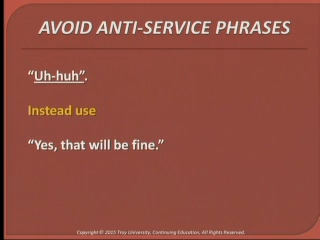 AVOID ANTI-SERVICE PHRASES
“Uh-huh”.
Instead use
“Yes, that will be fine.”
Copyright © 2015 Troy University, Continuing Education, All Rights Reserved.